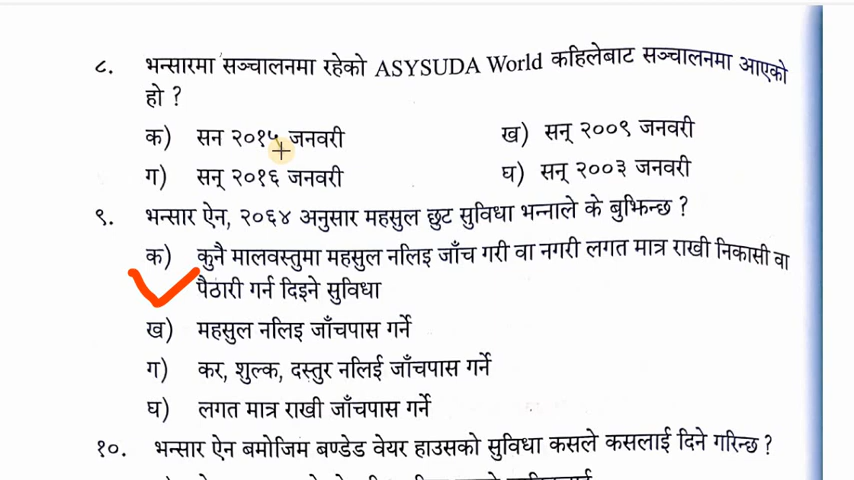 ८. भन्सारमा सञ्चालनमा रहेको ASYSUDA World कहिलेबाट सञ्चालनमा आएको
हो ?
क) सन २०१५ जनवरी ख) सन् २००९ जनवरी
ग) सन् २०१६ जनवरी घ) सन् २००३ जनवरी
९. भन्सार ऐन, २०६४ अनुसार महसुल छुट सुविधा भन्नाले के बुझिन्छ ?
क) कुनै मालवस्तुमा महसुल नलिइ जाँच गरी वा नगरी लगत मात्र राखी निकासी वा
पैठारी गर्न दिइने सुविधा
ख) महसुल नलिइ जाँचपास गर्ने
ग) कर, शुल्क, दस्तुर नलिई जाँचपास गर्ने
घ) लगत मात्र राखी जाँचपास गर्ने
१०. भन्सार ऐन बमोजिम बण्डेड वेयर हाउसको सुविधा कसले कसलाई दिने गरिन्छ ?